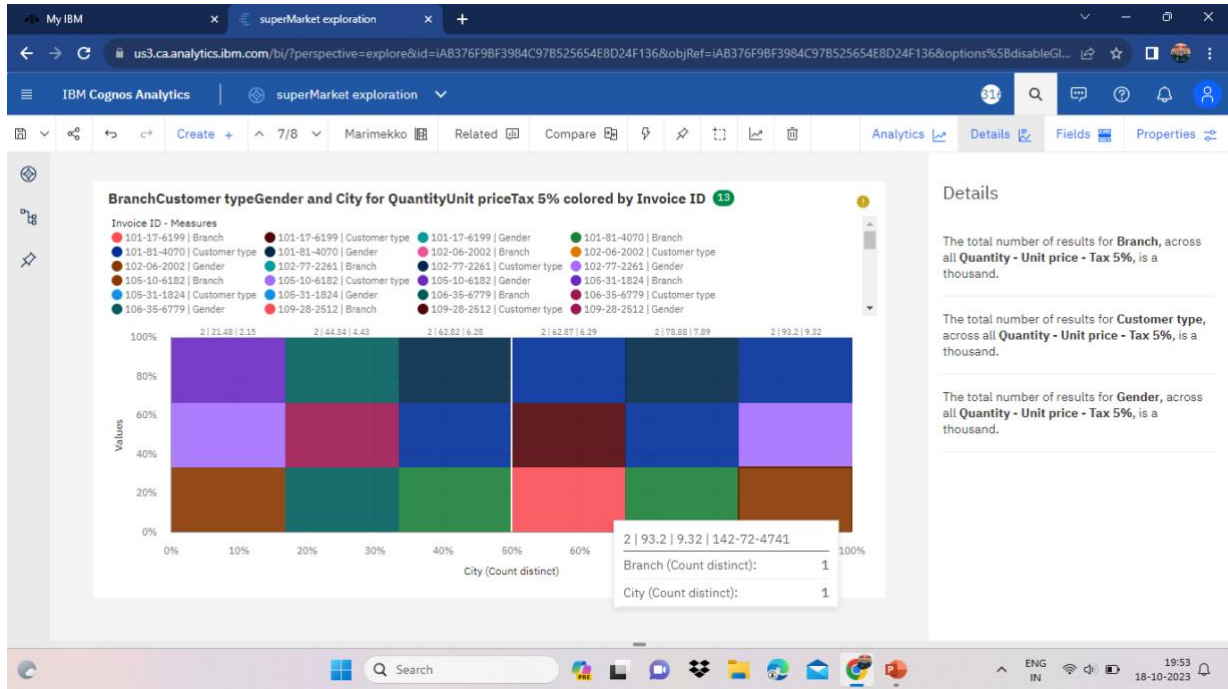 My IBM
superMarket exploration
us3.ca.analytics.ibm.com/bi/?perspective=explore&id=iAB376F9BF3984C97B525654E8D24F136&objRef=iAB376F9BF3984C97B525654E8D24F136&options%5BdisableGl...
IBM Cognos Analytics superMarket exploration
Create + 7/8 Marimekko Related Compare Analytics Details Fields Properties
BranchCustomer typeGender and City for QuantityUnit priceTax 5% colored by Invoice ID 13
Invoice ID - Measures
101-17-6199 | Branch 101-17-6199 | Customer type 101-17-6199 | Gender 101-81-4070 | Branch
101-81-4070 | Customer type 101-81-4070 | Gender 102-06-2002 | Branch 102-06-2002 | Customer type
102-06-2002 | Gender 102-77-2261 | Branch 102-77-2261 | Customer type 102-77-2261 | Gender
105-10-6182 | Branch 105-10-6182 | Customer type 105-10-6182 | Gender 105-31-1824 | Branch
105-31-1824 | Customer type 105-31-1824 | Gender 106-35-6779 | Branch 106-35-6779 | Customer type
106-35-6779 | Gender 109-28-2512 | Branch 109-28-2512 | Customer type 109-28-2512 | Gender
2 | 21.48 | 2.15 2 | 44.34 | 4.43 2 | 62.82 | 6.28 2 | 62.87 | 6.29 2 | 78.88 | 7.89 2 | 93.2 | 9.32
100%
80%
60%
40%
20%
0%
Values
0% 10% 20% 30% 40% 50% 60% 100%
City (Count distinct)
2 | 93.2 | 9.32 | 142-72-4741
Branch (Count distinct): 1
City (Count distinct): 1
Details
The total number of results for Branch, across
all Quantity - Unit price - Tax 5%, is a
thousand.
The total number of results for Customer type,
across all Quantity - Unit price - Tax 5%, is a
thousand.
The total number of results for Gender, across
all Quantity - Unit price - Tax 5%, is a
thousand.
Search
PRE
ENG
IN
19:53
18-10-2023